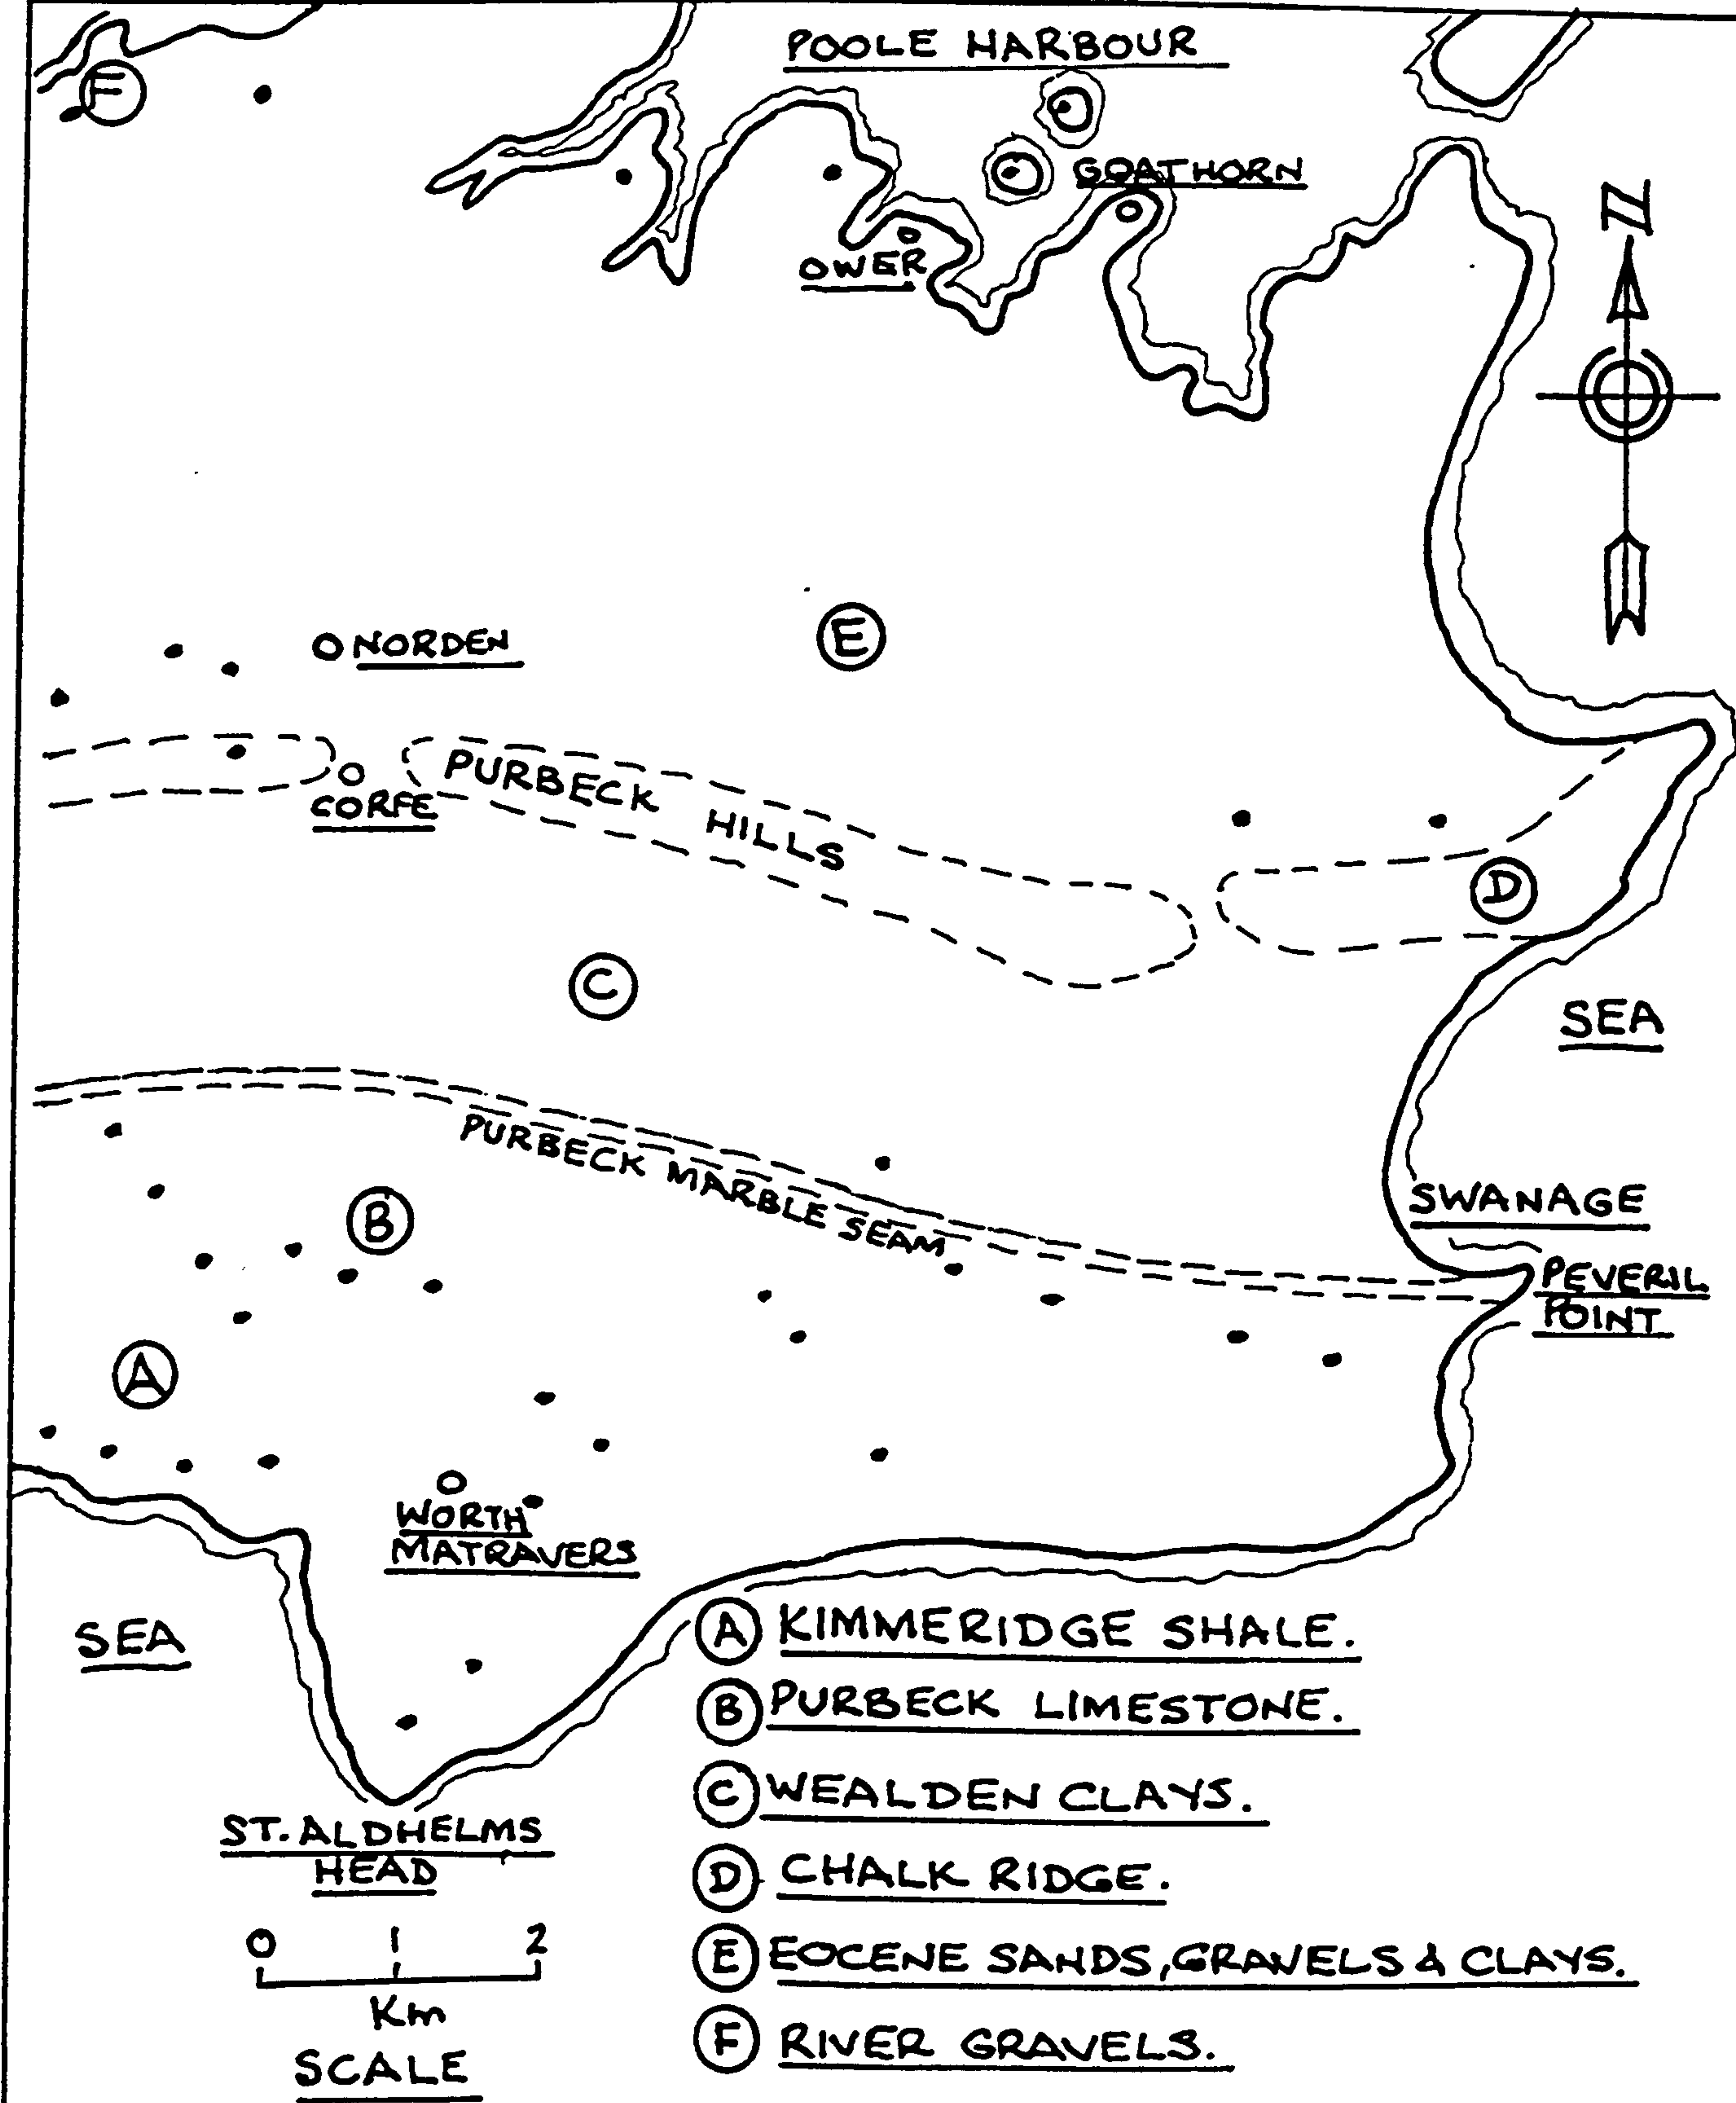 POOLE HARBOUR
F
GOATHORN
N
OWER
NORDEN
E
PURBECK HILLS
CORFE
D
C
SEA
PURBECK MARBLE SEAM
SWANAGE
B
PEVERIL
POINT
A
WORTH
MATRAVERS
SEA
ST. ALDHELMS
HEAD
0 1 2
Km
SCALE
A KIMMERIDGE SHALE.
B PURBECK LIMESTONE.
C WEALDEN CLAYS.
D CHALK RIDGE.
E EOCENE SANDS, GRAVELS & CLAYS.
F RIVER GRAVELS.